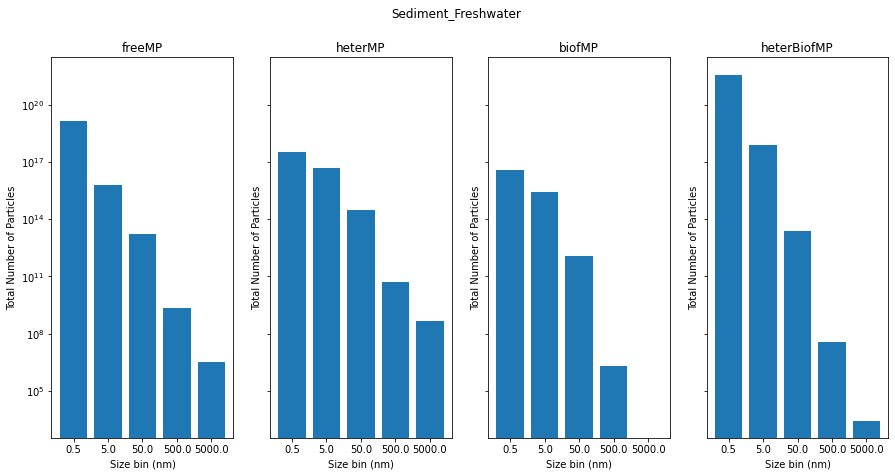 Sediment_Freshwater
freeMP
heterMP
biofMP
heterBiofMP
Total Number of Particles
10^20
10^17
10^14
10^11
10^8
10^5
0.5 5.0 50.0 500.0 5000.0
Size bin (nm)
Total Number of Particles
0.5 5.0 50.0 500.0 5000.0
Size bin (nm)
Total Number of Particles
0.5 5.0 50.0 500.0 5000.0
Size bin (nm)
Total Number of Particles
0.5 5.0 50.0 500.0 5000.0
Size bin (nm)